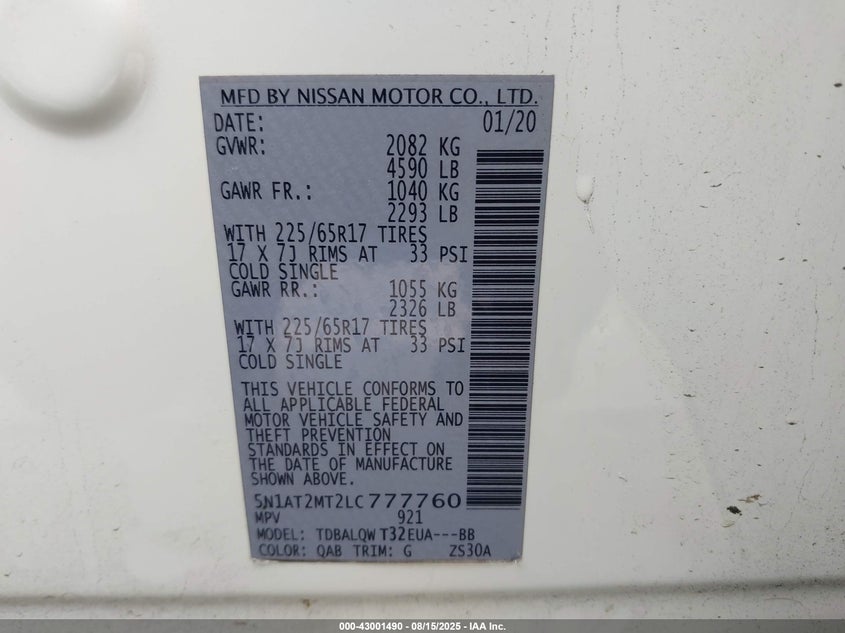 MFD BY NISSAN MOTOR CO., LTD.
DATE: 01/20
GVWR: 2082 KG
4590 LB
GAWR FR.: 1040 KG
2293 LB
WITH 225/65R17 TIRES
17 X 7J RIMS AT 33 PSI
COLD SINGLE
GAWR RR.: 1055 KG
2326 LB
WITH 225/65R17 TIRES
17 X 7J RIMS AT 33 PSI
COLD SINGLE
THIS VEHICLE CONFORMS TO
ALL APPLICABLE FEDERAL
MOTOR VEHICLE SAFETY AND
THEFT PREVENTION
STANDARDS IN EFFECT ON
THE DATE OF MANUFACTURE
SHOWN ABOVE.
5N1AT2MT2LC777760
MPV 921
MODEL: TDBALQW T32EUA---BB
COLOR: QAB TRIM: G ZS30A
000-43001490 - 08/15/2025 - IAA Inc.